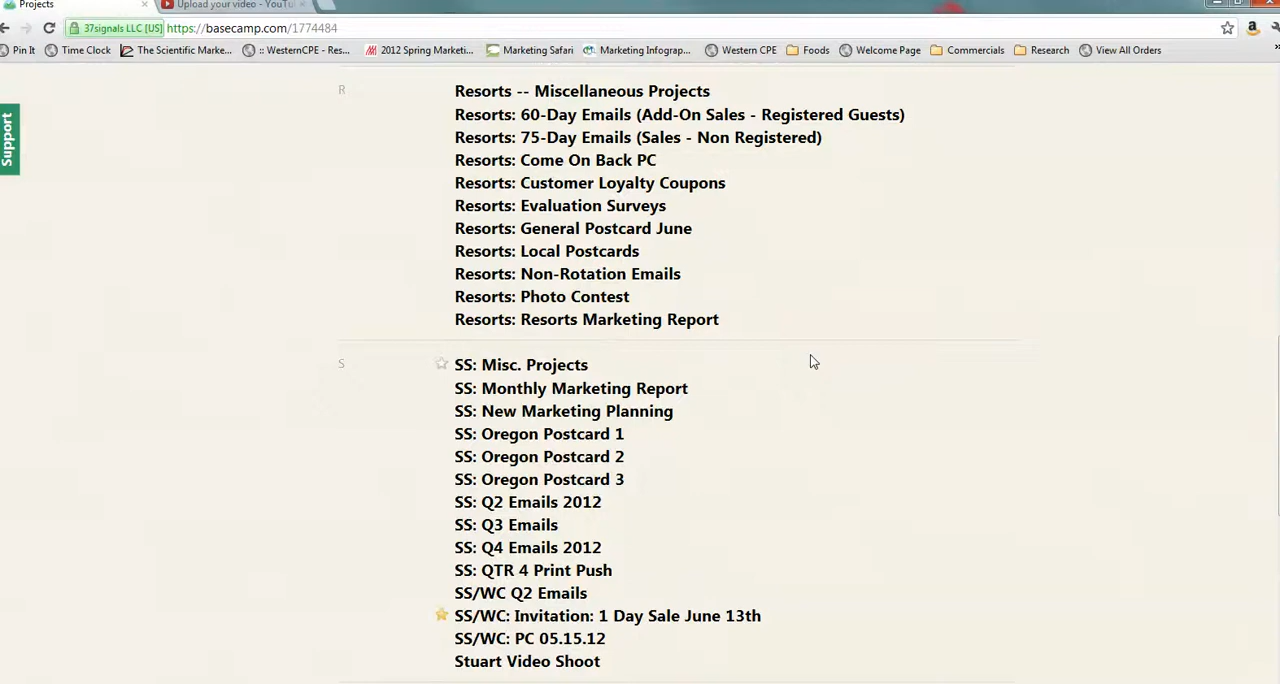 Projects
Upload your video - YouTu
37signals LLC [US] https://basecamp.com/1774484
Pin It Time Clock The Scientific Marke... :: WesternCPE - Res... 2012 Spring Marketi... Marketing Safari Marketing Infograp... Western CPE Foods Welcome Page Commercials Research View All Orders
Support
R
Resorts -- Miscellaneous Projects
Resorts: 60-Day Emails (Add-On Sales - Registered Guests)
Resorts: 75-Day Emails (Sales - Non Registered)
Resorts: Come On Back PC
Resorts: Customer Loyalty Coupons
Resorts: Evaluation Surveys
Resorts: General Postcard June
Resorts: Local Postcards
Resorts: Non-Rotation Emails
Resorts: Photo Contest
Resorts: Resorts Marketing Report
S
SS: Misc. Projects
SS: Monthly Marketing Report
SS: New Marketing Planning
SS: Oregon Postcard 1
SS: Oregon Postcard 2
SS: Oregon Postcard 3
SS: Q2 Emails 2012
SS: Q3 Emails
SS: Q4 Emails 2012
SS: QTR 4 Print Push
SS/WC Q2 Emails
SS/WC: Invitation: 1 Day Sale June 13th
SS/WC: PC 05.15.12
Stuart Video Shoot